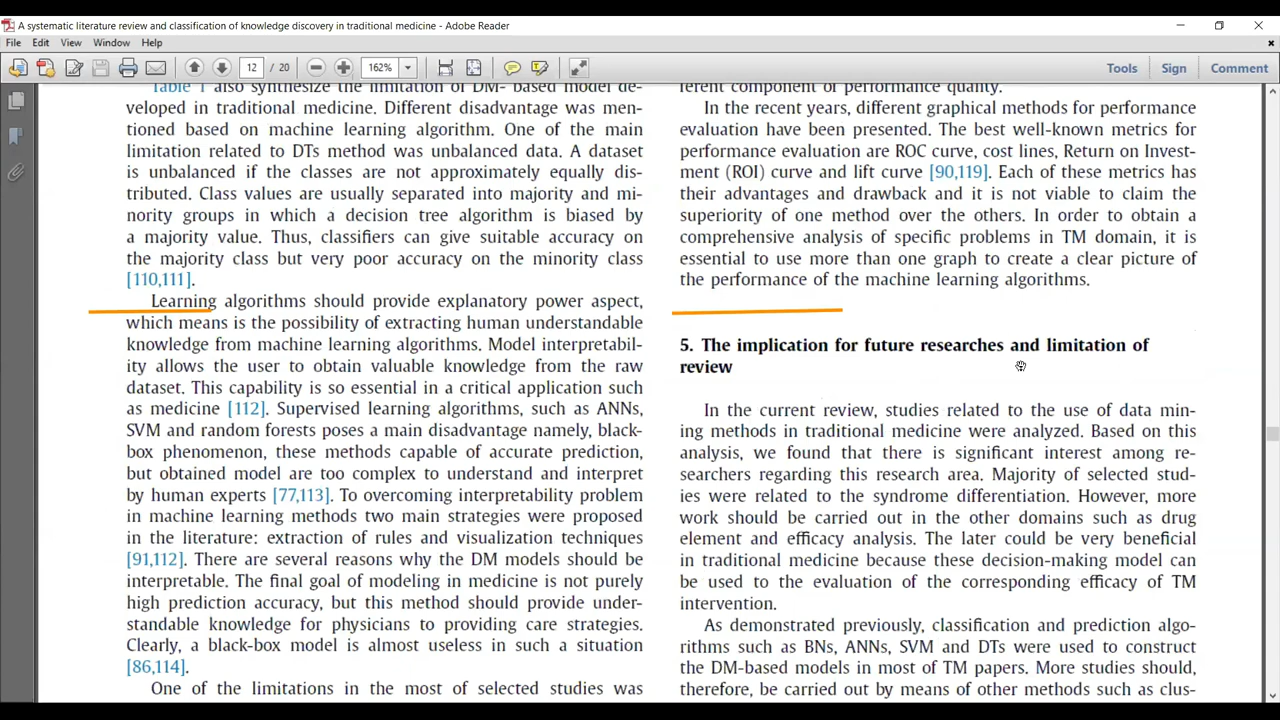 A systematic literature review and classification of knowledge discovery in traditional medicine - Adobe Reader
File Edit View Window Help
12 / 20 162% Tools Sign Comment
Table 1 also synthesize the limitation of DM- based model de-
veloped in traditional medicine. Different disadvantage was men-
tioned based on machine learning algorithm. One of the main
limitation related to DTs method was unbalanced data. A dataset
is unbalanced if the classes are not approximately equally dis-
tributed. Class values are usually separated into majority and mi-
nority groups in which a decision tree algorithm is biased by
a majority value. Thus, classifiers can give suitable accuracy on
the majority class but very poor accuracy on the minority class
[110,111].
Learning algorithms should provide explanatory power aspect,
which means is the possibility of extracting human understandable
knowledge from machine learning algorithms. Model interpretabil-
ity allows the user to obtain valuable knowledge from the raw
dataset. This capability is so essential in a critical application such
as medicine [112]. Supervised learning algorithms, such as ANNs,
SVM and random forests poses a main disadvantage namely, black-
box phenomenon, these methods capable of accurate prediction,
but obtained model are too complex to understand and interpret
by human experts [77,113]. To overcoming interpretability problem
in machine learning methods two main strategies were proposed
in the literature: extraction of rules and visualization techniques
[91,112]. There are several reasons why the DM models should be
interpretable. The final goal of modeling in medicine is not purely
high prediction accuracy, but this method should provide under-
standable knowledge for physicians to providing care strategies.
Clearly, a black-box model is almost useless in such a situation
[86,114].
One of the limitations in the most of selected studies was
ferent component of performance quality.
In the recent years, different graphical methods for performance
evaluation have been presented. The best well-known metrics for
performance evaluation are ROC curve, cost lines, Return on Invest-
ment (ROI) curve and lift curve [90,119]. Each of these metrics has
their advantages and drawback and it is not viable to claim the
superiority of one method over the others. In order to obtain a
comprehensive analysis of specific problems in TM domain, it is
essential to use more than one graph to create a clear picture of
the performance of the machine learning algorithms.
5. The implication for future researches and limitation of
review
In the current review, studies related to the use of data min-
ing methods in traditional medicine were analyzed. Based on this
analysis, we found that there is significant interest among re-
searchers regarding this research area. Majority of selected stud-
ies were related to the syndrome differentiation. However, more
work should be carried out in the other domains such as drug
element and efficacy analysis. The later could be very beneficial
in traditional medicine because these decision-making model can
be used to the evaluation of the corresponding efficacy of TM
intervention.
As demonstrated previously, classification and prediction algo-
rithms such as BNs, ANNs, SVM and DTs were used to construct
the DM-based models in most of TM papers. More studies should,
therefore, be carried out by means of other methods such as clus-